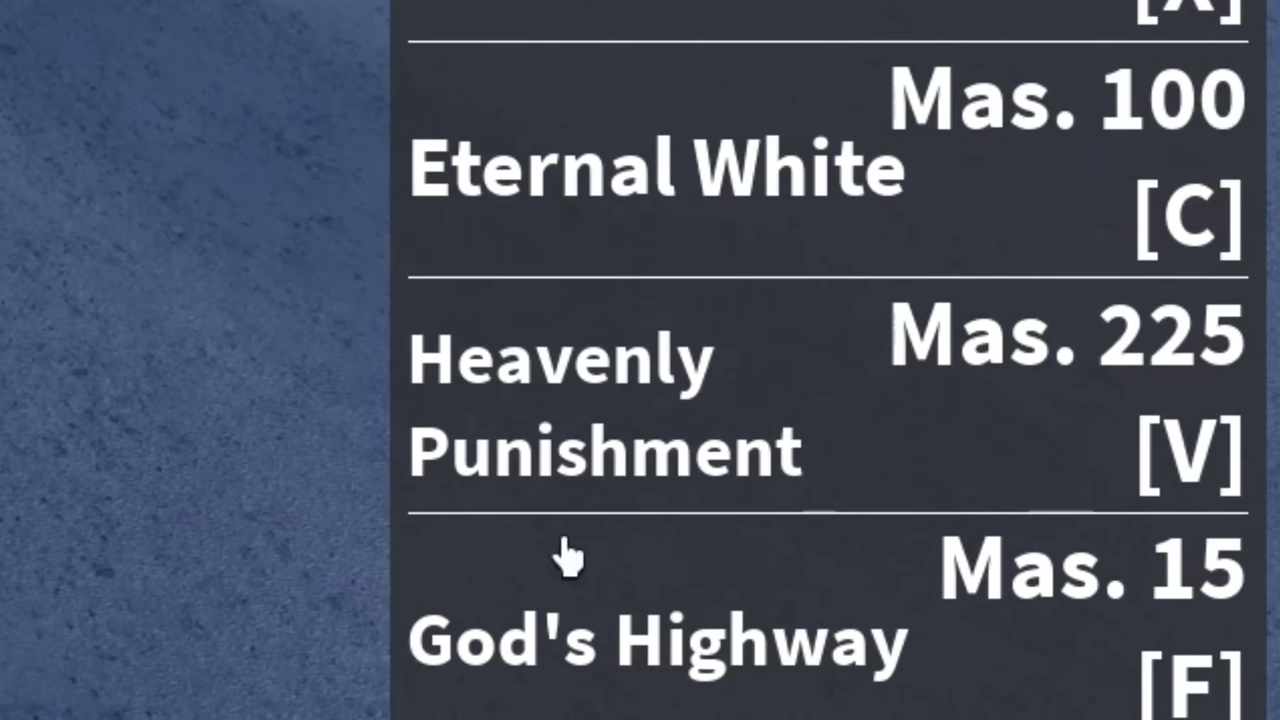 [X]
Mas. 100
Eternal White
[C]
Mas. 225
Heavenly
Punishment
[V]
Mas. 15
God's Highway
[F]